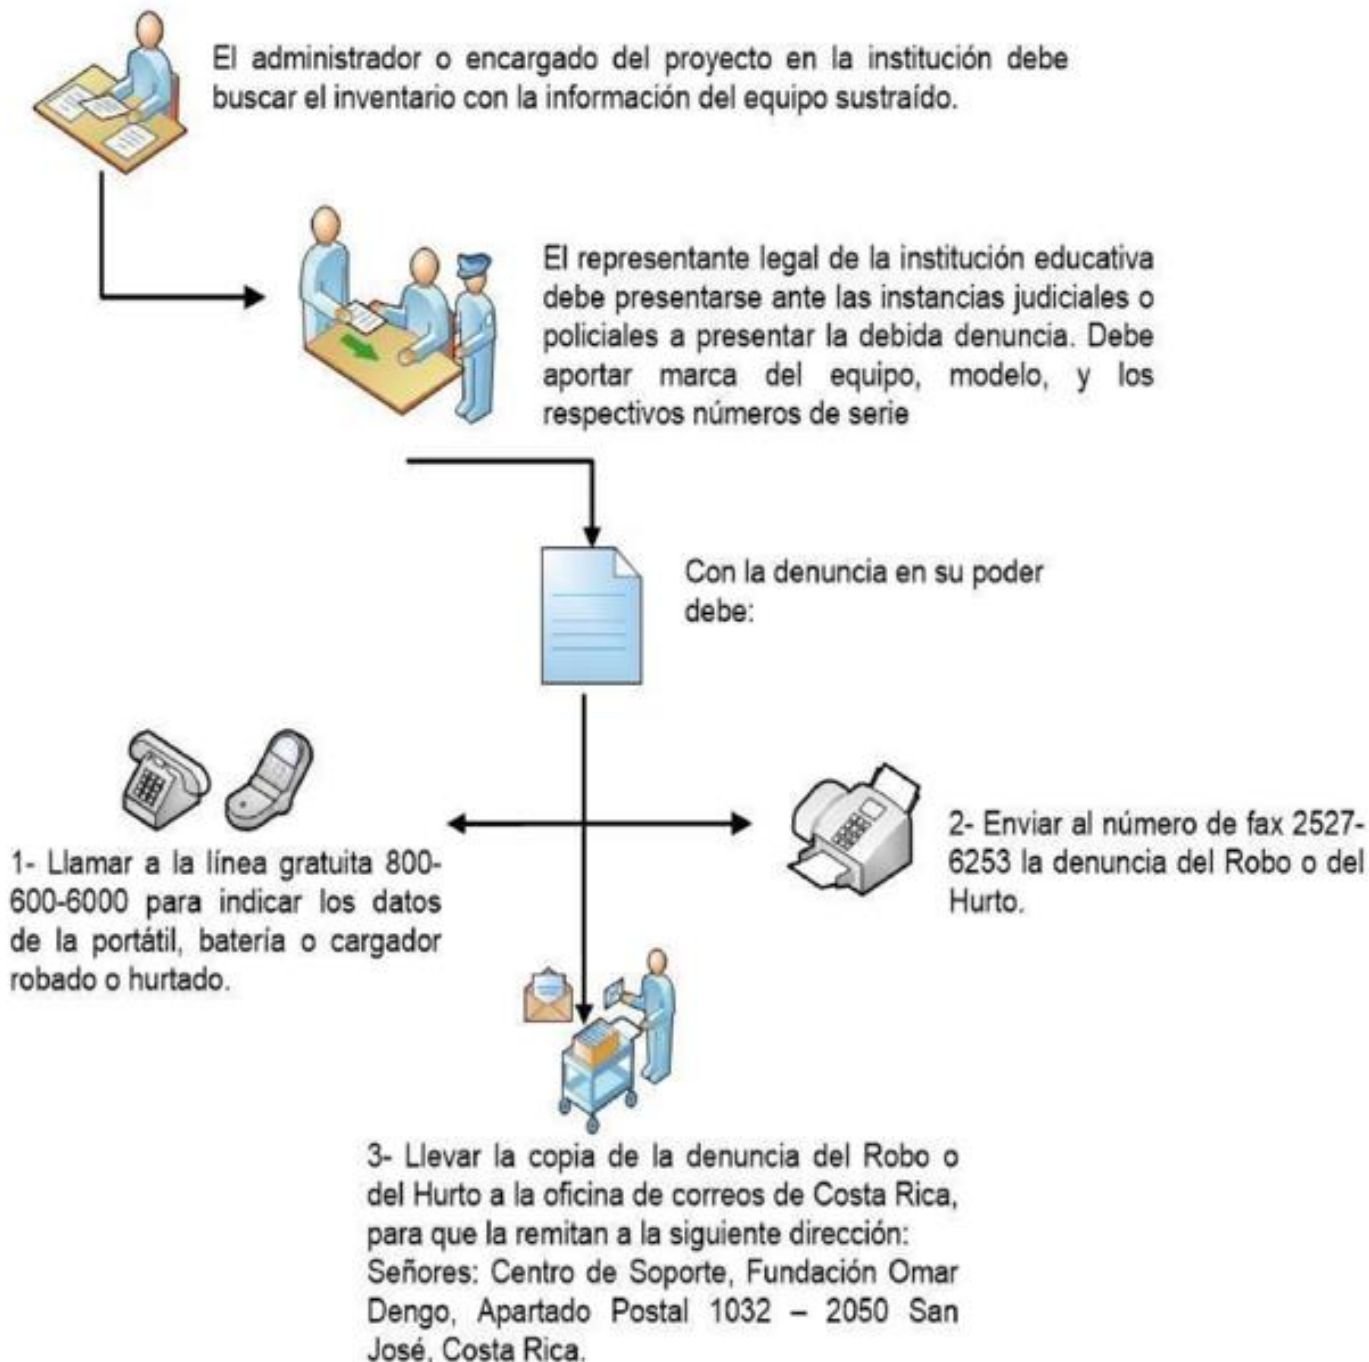 El administrador o encargado del proyecto en la institución debe
buscar el inventario con la información del equipo sustraído.
El representante legal de la institución educativa
debe presentarse ante las instancias judiciales o
policiales a presentar la debida denuncia. Debe
aportar marca del equipo, modelo, y los
respectivos números de serie
Con la denuncia en su poder
debe:
1- Llamar a la línea gratuita 800-
600-6000 para indicar los datos
de la portátil, batería o cargador
robado o hurtado.
2- Enviar al número de fax 2527-
6253 la denuncia del Robo o del
Hurto.
3- Llevar la copia de la denuncia del Robo o
del Hurto a la oficina de correos de Costa Rica,
para que la remitan a la siguiente dirección:
Señores: Centro de Soporte, Fundación Omar
Dengo, Apartado Postal 1032 – 2050 San
José, Costa Rica.